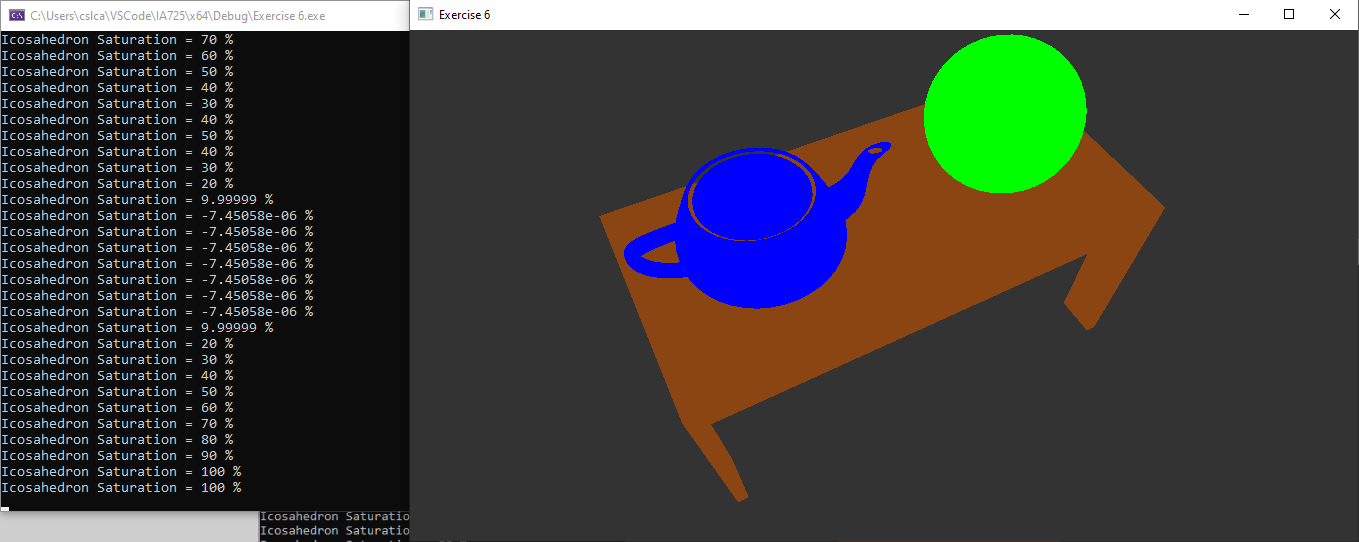 C:\Users\cslca\VSCode\IA725\x64\Debug\Exercise 6.exe
Icosahedron Saturation = 70 %
Icosahedron Saturation = 60 %
Icosahedron Saturation = 50 %
Icosahedron Saturation = 40 %
Icosahedron Saturation = 30 %
Icosahedron Saturation = 40 %
Icosahedron Saturation = 50 %
Icosahedron Saturation = 40 %
Icosahedron Saturation = 30 %
Icosahedron Saturation = 20 %
Icosahedron Saturation = 9.99999 %
Icosahedron Saturation = -7.45058e-06 %
Icosahedron Saturation = -7.45058e-06 %
Icosahedron Saturation = -7.45058e-06 %
Icosahedron Saturation = -7.45058e-06 %
Icosahedron Saturation = -7.45058e-06 %
Icosahedron Saturation = -7.45058e-06 %
Icosahedron Saturation = -7.45058e-06 %
Icosahedron Saturation = 9.99999 %
Icosahedron Saturation = 20 %
Icosahedron Saturation = 30 %
Icosahedron Saturation = 40 %
Icosahedron Saturation = 50 %
Icosahedron Saturation = 60 %
Icosahedron Saturation = 70 %
Icosahedron Saturation = 80 %
Icosahedron Saturation = 90 %
Icosahedron Saturation = 100 %
Icosahedron Saturation = 100 %
Icosahedron Saturatio
Icosahedron Saturatio
Exercise 6